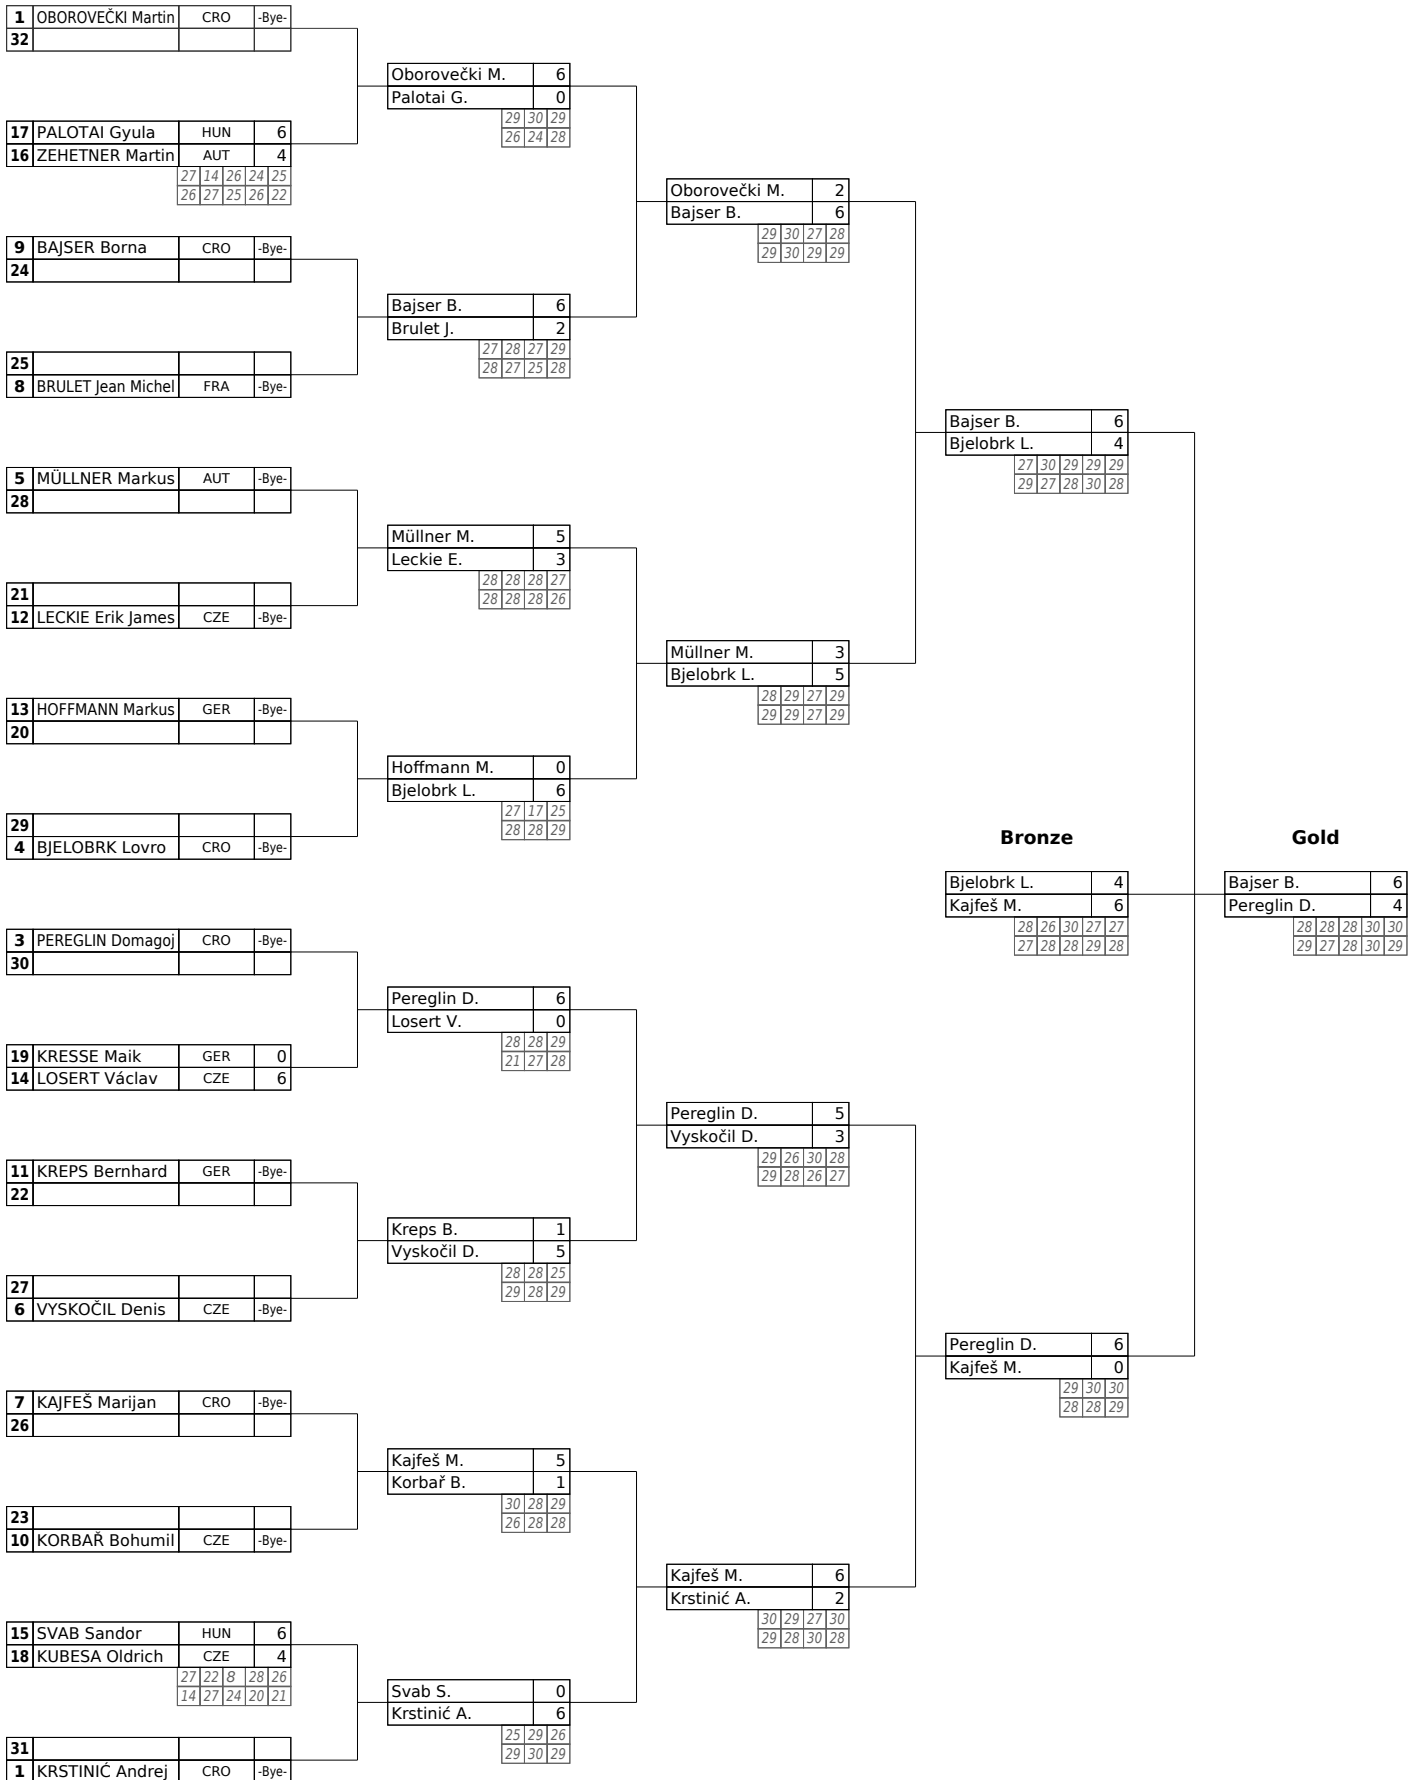 1 OBOROVEČKI Martin CRO -Bye-
32
Oborovečki M. 6
Palotai G. 0
29 30 29
26 24 28
17 PALOTAI Gyula HUN 6
16 ZEHETNER Martin AUT 4
27 14 26 24 25
26 27 25 26 22
Oborovečki M. 2
Bajser B. 6
29 30 27 28
29 30 29 29
9 BAJSER Borna CRO -Bye-
24
Bajser B. 6
Brulet J. 2
27 28 27 29
28 27 25 28
25
8 BRULET Jean Michel FRA -Bye-
Bajser B. 6
Bjelobrk L. 4
27 30 29 29 29
29 27 28 30 28
5 MÜLLNER Markus AUT -Bye-
28
Müllner M. 5
Leckie E. 3
28 28 28 27
28 28 28 26
21
12 LECKIE Erik James CZE -Bye-
Müllner M. 3
Bjelobrk L. 5
28 29 27 29
29 29 27 29
13 HOFFMANN Markus GER -Bye-
20
Hoffmann M. 0
Bjelobrk L. 6
27 17 25
28 28 29
29
4 BJELOBRK Lovro CRO -Bye-
Bronze
Gold
Bjelobrk L. 4
Kajfeš M. 6
28 26 30 27 27
27 28 28 29 28
Bajser B. 6
Pereglin D. 4
28 28 28 30 30
29 27 28 30 29
3 PEREGLIN Domagoj CRO -Bye-
30
Pereglin D. 6
Losert V. 0
28 28 29
21 27 28
19 KRESSE Maik GER 0
14 LOSERT Václav CZE 6
Pereglin D. 5
Vyskočil D. 3
29 26 30 28
29 28 26 27
11 KREPS Bernhard GER -Bye-
22
Kreps B. 1
Vyskočil D. 5
28 28 25
29 28 29
27
6 VYSKOČIL Denis CZE -Bye-
Pereglin D. 6
Kajfeš M. 0
29 30 30
28 28 29
7 KAJFEŠ Marijan CRO -Bye-
26
Kajfeš M. 5
Korbař B. 1
30 28 29
26 28 28
23
10 KORBAŘ Bohumil CZE -Bye-
Kajfeš M. 6
Krstinić A. 2
30 29 27 30
29 28 30 28
15 SVAB Sandor HUN 6
18 KUBESA Oldrich CZE 4
27 22 8 28 26
14 27 24 20 21
Svab S. 0
Krstinić A. 6
25 29 26
29 30 29
31
1 KRSTINIĆ Andrej CRO -Bye-